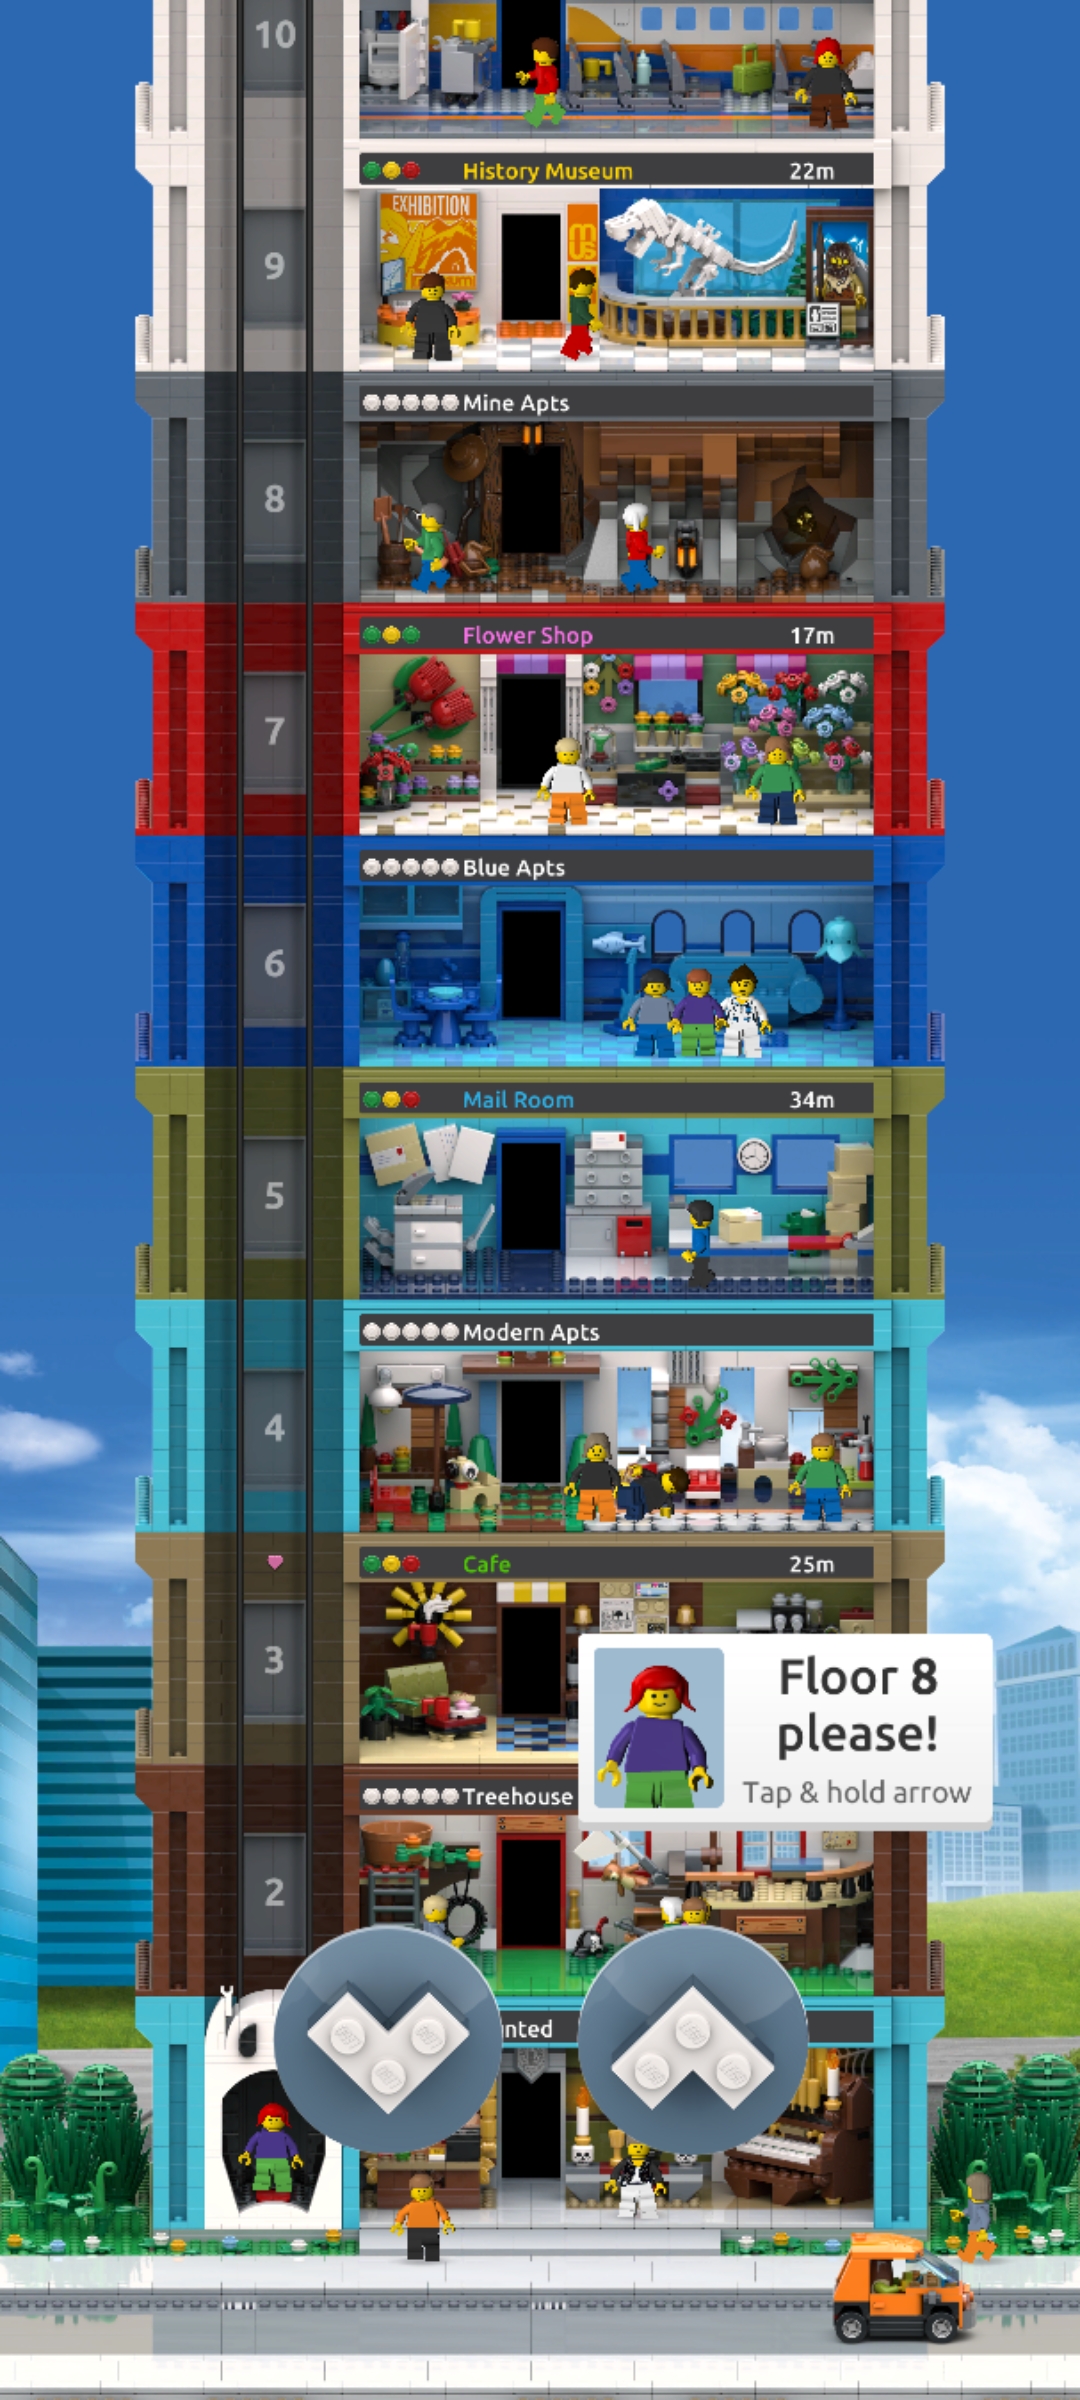 10
History Museum 22m
EXHIBITION
9
Mine Apts
8
Flower Shop 17m
7
Blue Apts
6
Mail Room 34m
5
Modern Apts
4
Cafe 25m
3
Floor 8
please!
Tap & hold arrow
Treehouse
2
nted